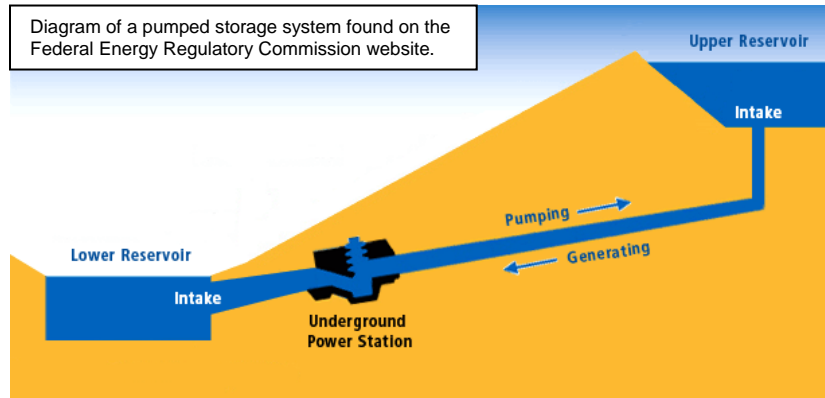 Diagram of a pumped storage system found on the
Federal Energy Regulatory Commission website.
Upper Reservoir
Intake
Pumping
Generating
Lower Reservoir
Intake
Underground
Power Station